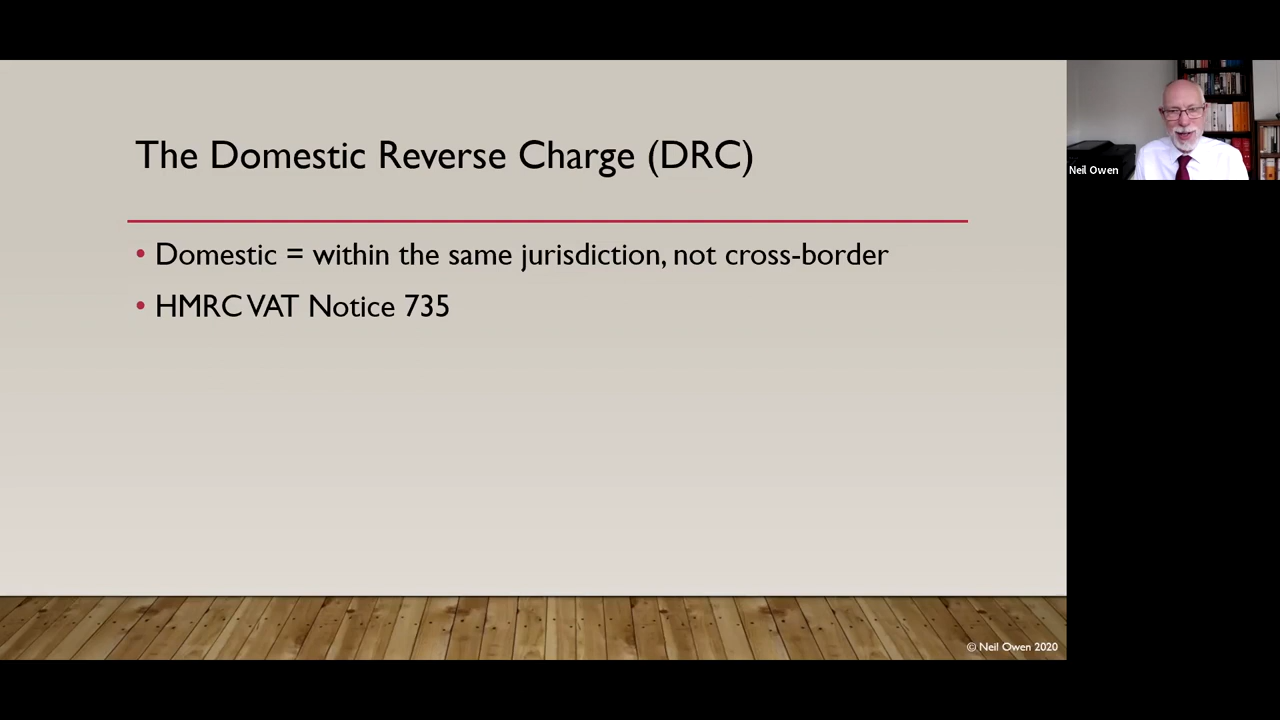 The Domestic Reverse Charge (DRC)
• Domestic = within the same jurisdiction, not cross-border
• HMRC VAT Notice 735
Neil Owen
© Neil Owen 2020